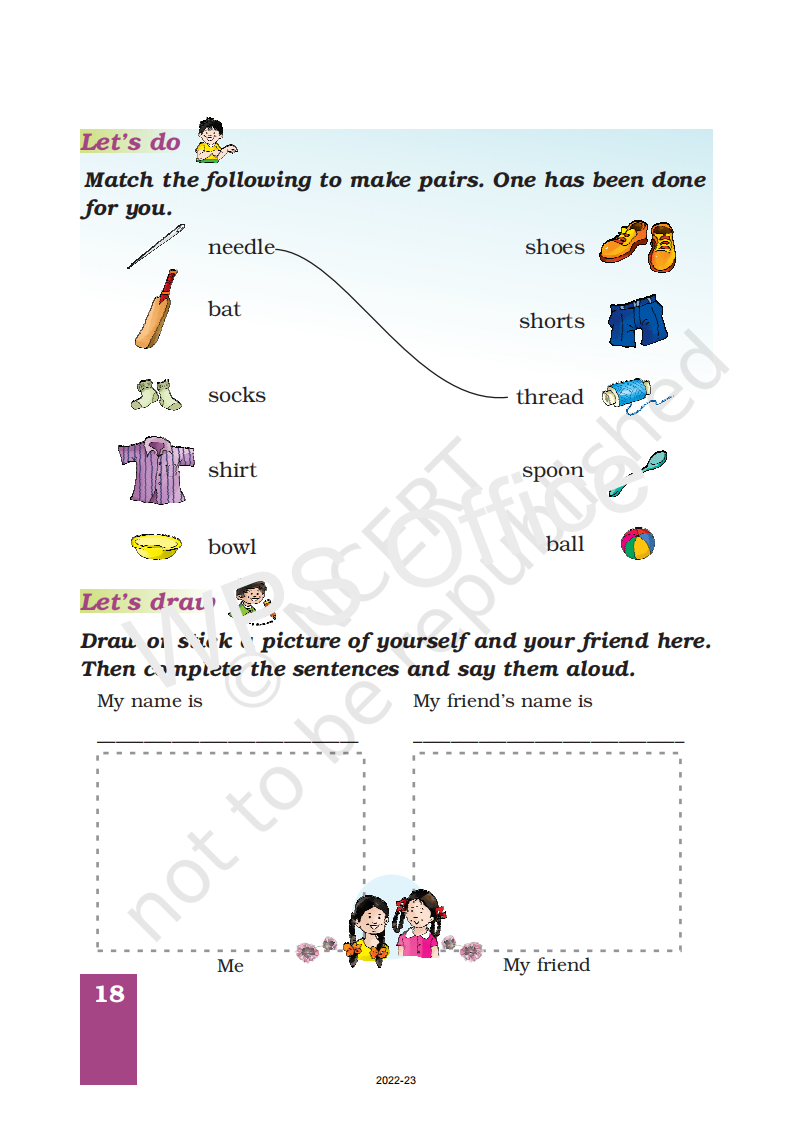 Let's do
Match the following to make pairs. One has been done
for you.
needle shoes
bat shorts
socks thread
shirt spoon
bowl ball
Let's draw
Draw or stick a picture of yourself and your friend here.
Then complete the sentences and say them aloud.
My name is My friend's name is
Me My friend
18
2022-23
WPS Office
© NCERT
not to be republished